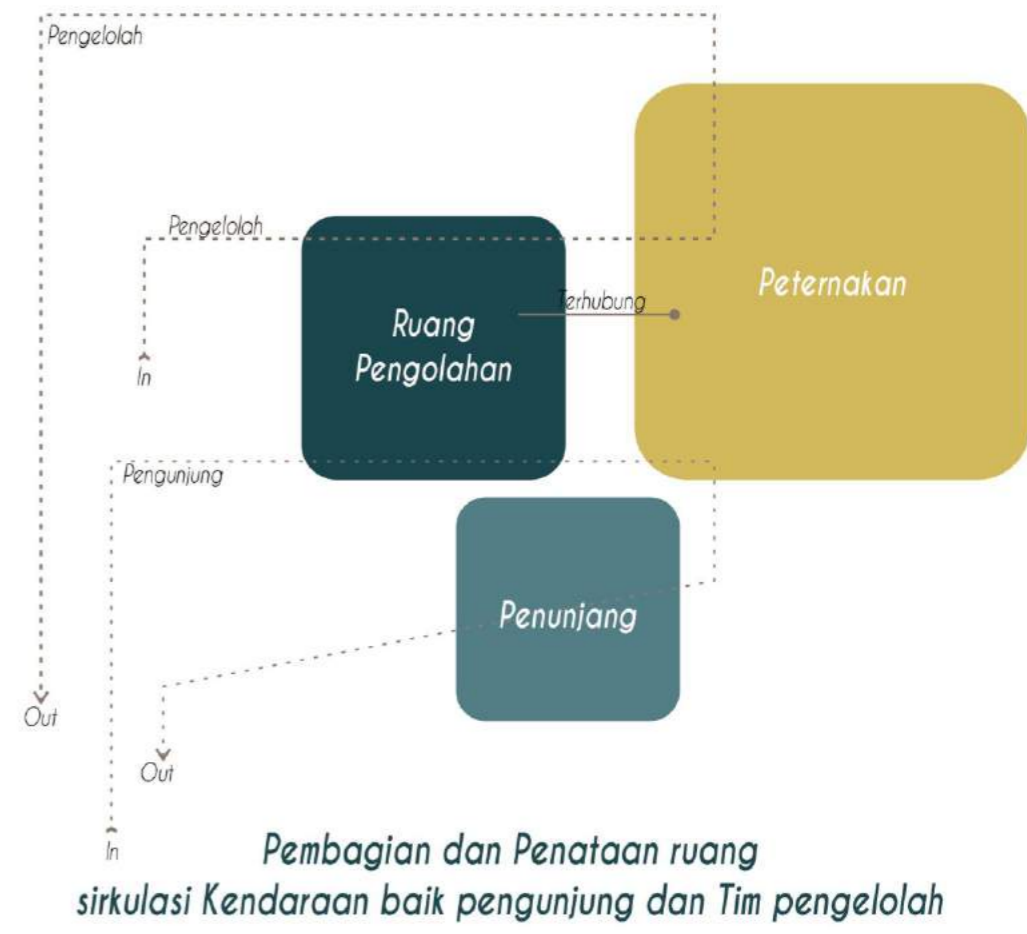 Pengelolah
Pengelolah
Peternakan
Terhubung
Ruang
Pengolahan
In
Pengunjung
Penunjang
Out
Out
In
Pembagian dan Penataan ruang
sirkulasi Kendaraan baik pengunjung dan Tim pengelolah